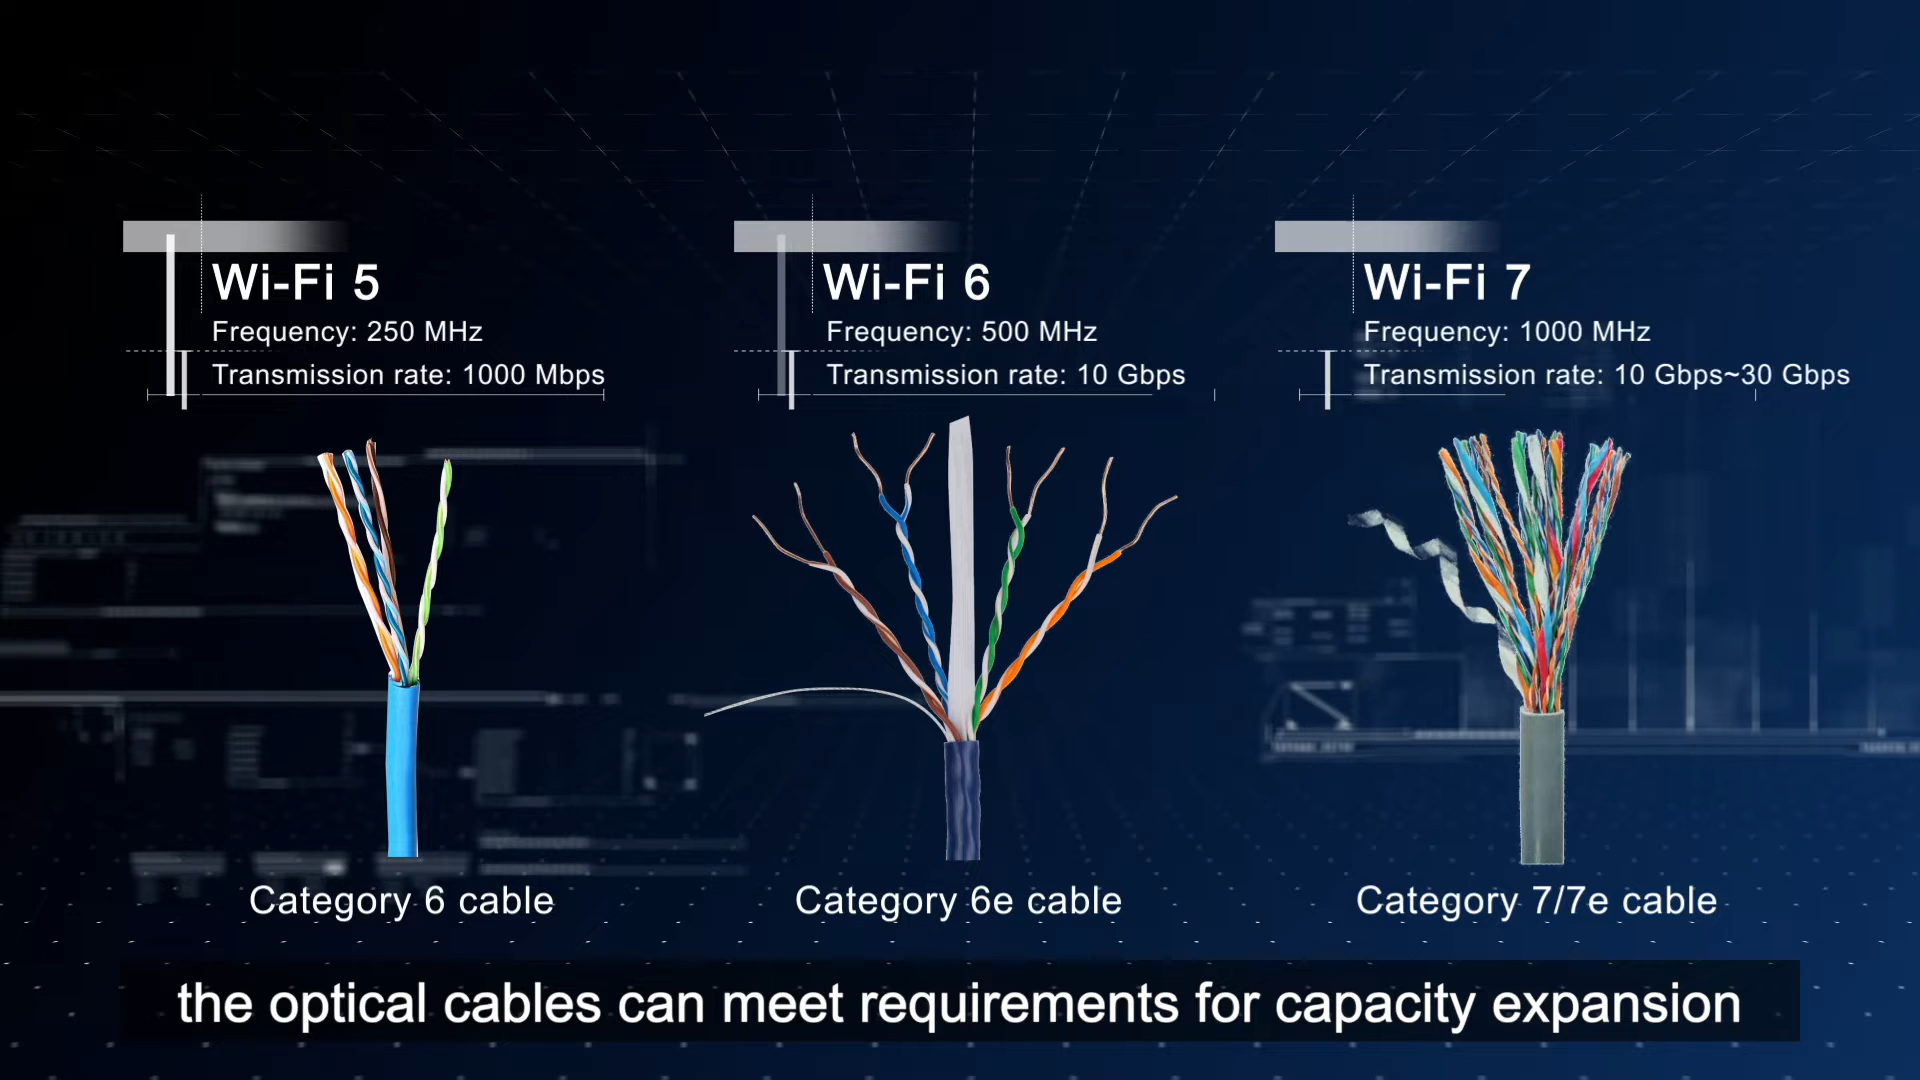 Wi-Fi 5
Frequency: 250 MHz
Transmission rate: 1000 Mbps
Category 6 cable
Wi-Fi 6
Frequency: 500 MHz
Transmission rate: 10 Gbps
Category 6e cable
Wi-Fi 7
Frequency: 1000 MHz
Transmission rate: 10 Gbps~30 Gbps
Category 7/7e cable
the optical cables can meet requirements for capacity expansion